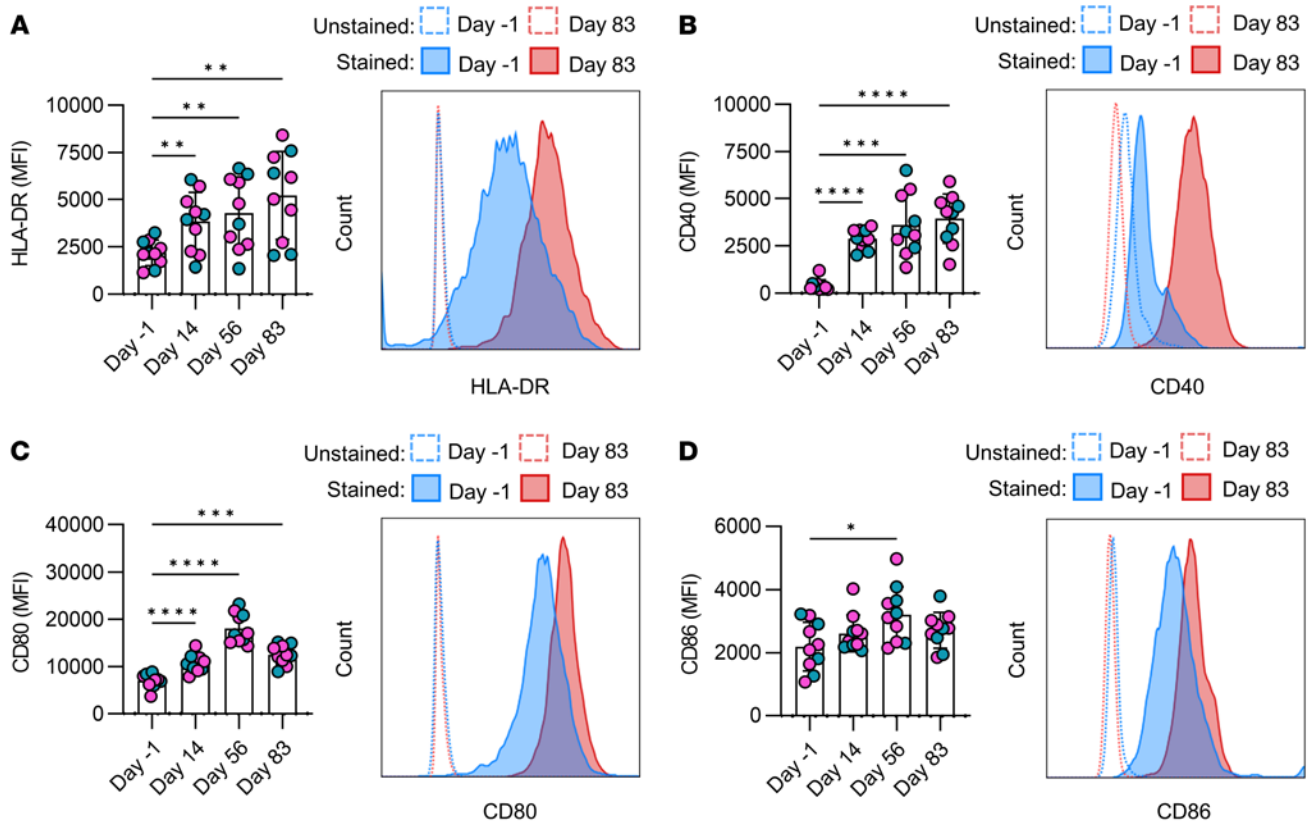 A
Unstained: Day -1 Day 83
Stained: Day -1 Day 83
**
**
**
HLA-DR (MFI)
10000
7500
5000
2500
0
Day -1
Day 14
Day 56
Day 83
Count
HLA-DR
B
Unstained: Day -1 Day 83
Stained: Day -1 Day 83
****
***
****
CD40 (MFI)
10000
7500
5000
2500
0
Day -1
Day 14
Day 56
Day 83
Count
CD40
C
Unstained: Day -1 Day 83
Stained: Day -1 Day 83
***
****
****
CD80 (MFI)
40000
30000
20000
10000
0
Day -1
Day 14
Day 56
Day 83
Count
CD80
D
Unstained: Day -1 Day 83
Stained: Day -1 Day 83
*
CD86 (MFI)
6000
4000
2000
0
Day -1
Day 14
Day 56
Day 83
Count
CD86